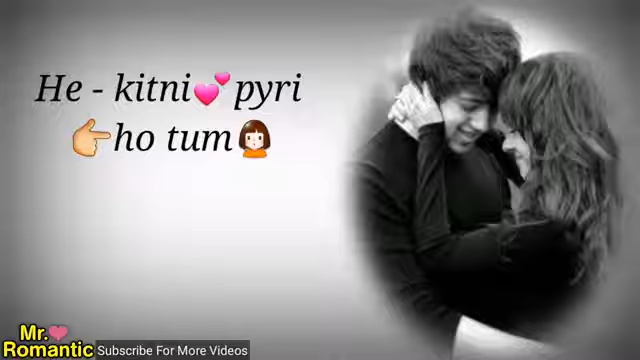 He - kitni💕pyri
👉ho tum🙍
Mr.❤
Romantic
Subscribe For More Videos